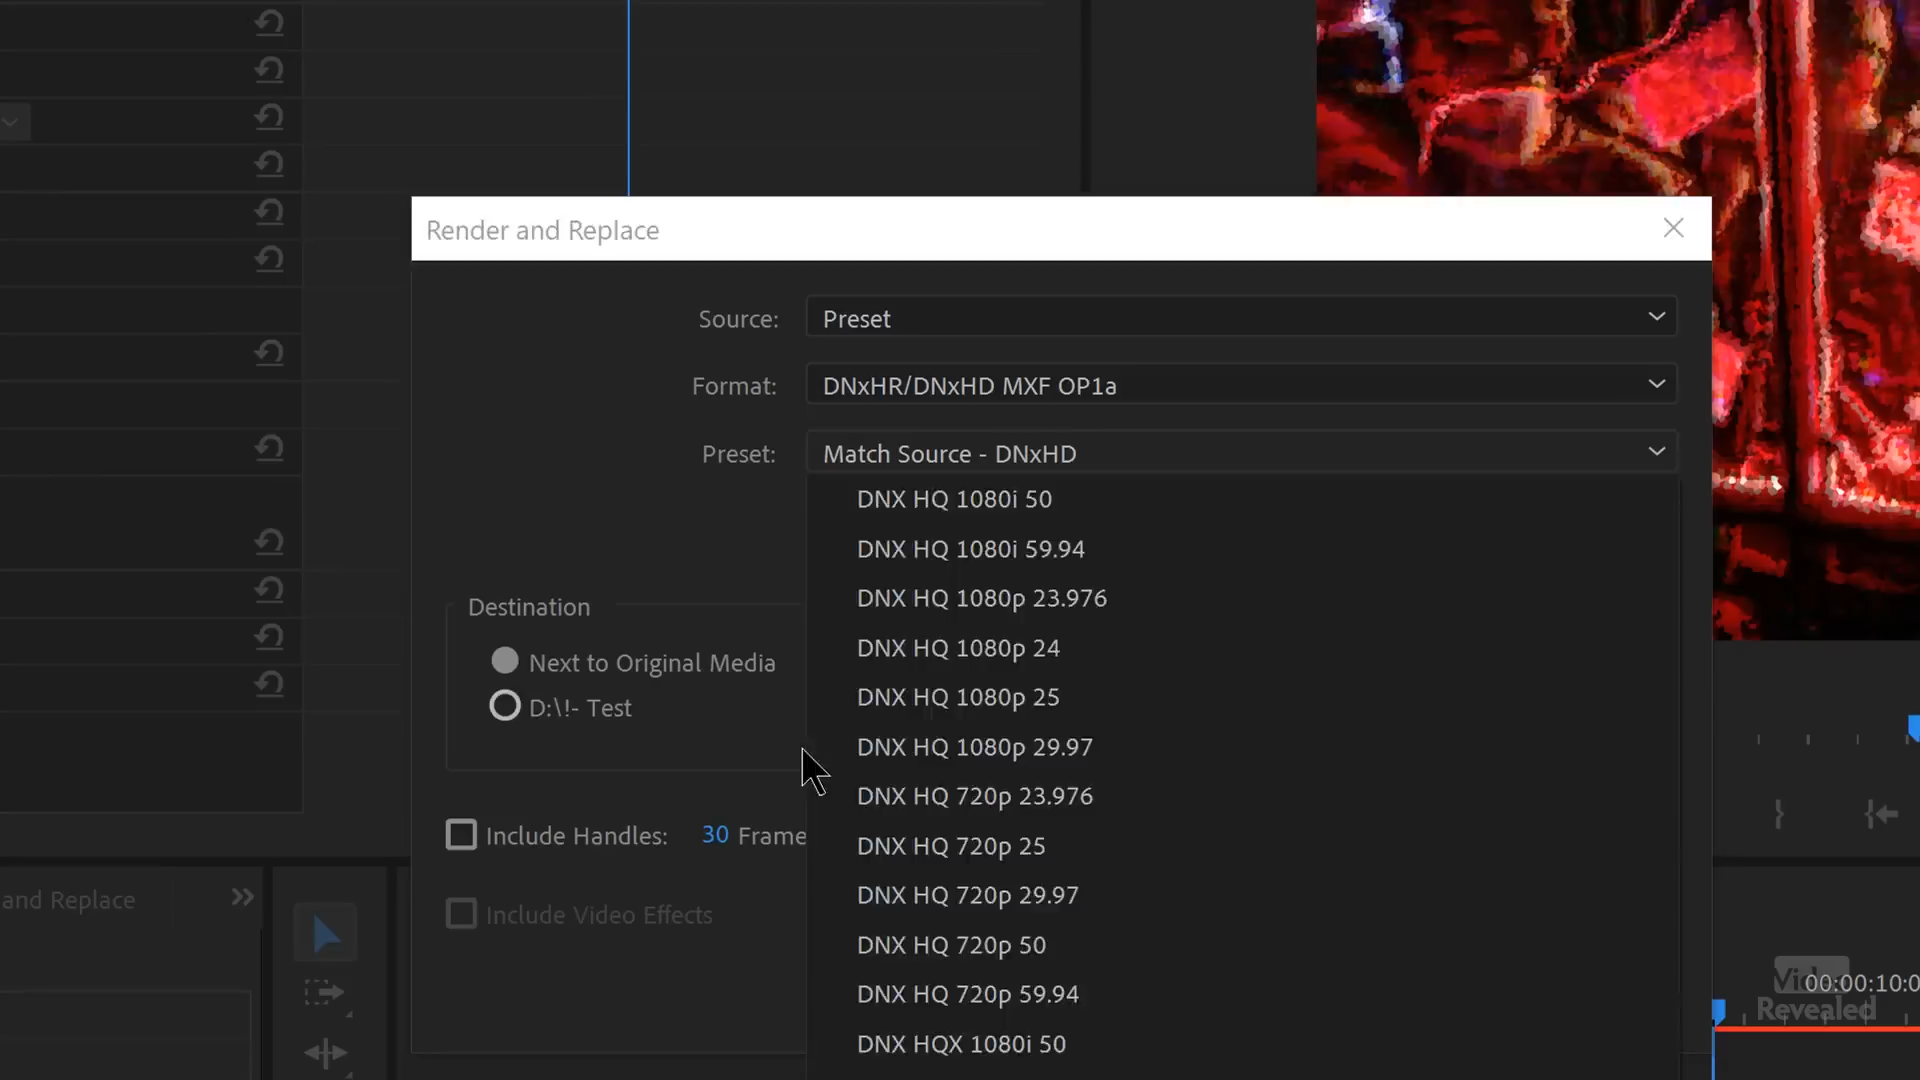 Render and Replace
Source: Preset
Format: DNxHR/DNxHD MXF OP1a
Preset: Match Source - DNxHD
DNX HQ 1080i 50
DNX HQ 1080i 59.94
DNX HQ 1080p 23.976
DNX HQ 1080p 24
DNX HQ 1080p 25
DNX HQ 1080p 29.97
DNX HQ 720p 23.976
DNX HQ 720p 25
DNX HQ 720p 29.97
DNX HQ 720p 50
DNX HQ 720p 59.94
DNX HQX 1080i 50
Destination
Next to Original Media
D:\!- Test
Include Handles: 30 Frame
Include Video Effects
and Replace
00:00:10:0
Revealed